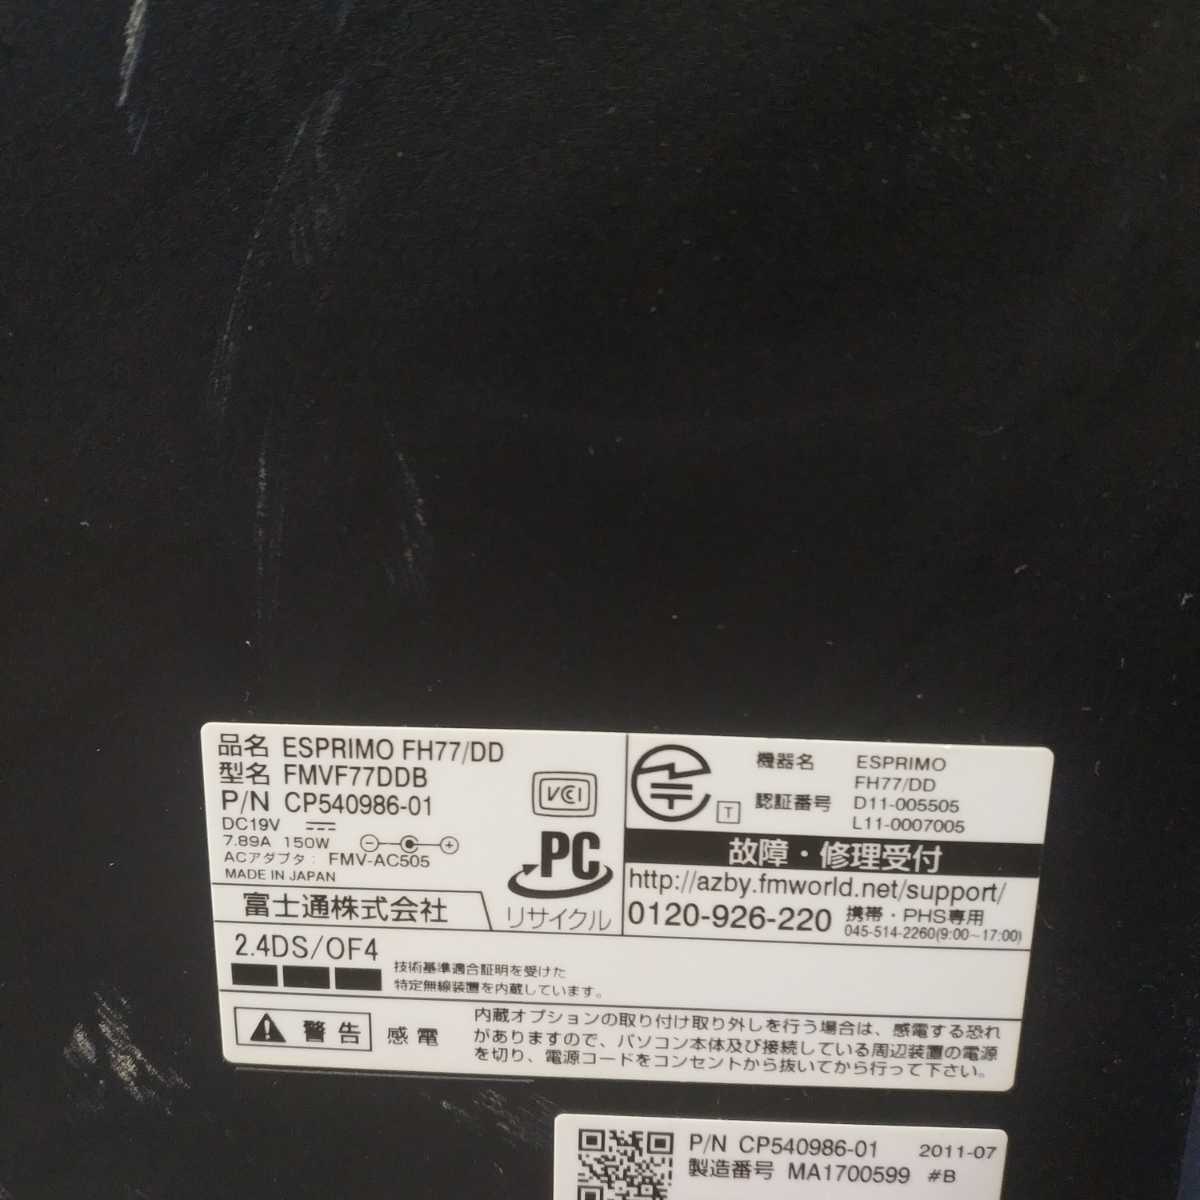 品名 ESPRIMO FH77/DD
型名 FMVF77DDB
P/N CP540986-01
DC19V
7.89A 150W
ACアダプタ: FMV-AC505
MADE IN JAPAN
富士通株式会社
VCCI
PC
リサイクル
T
機器名 ESPRIMO
FH77/DD
認証番号 D11-005505
L11-0007005
故障・修理受付
http://azby.fmworld.net/support/
0120-926-220
携帯・PHS専用
045-514-2260(9:00~17:00)
2.4DS/OF4
技術基準適合証明を受けた
特定無線装置を内蔵しています。
警告 感電
内蔵オプションの取り付け取り外しを行う場合は、感電する恐れ
がありますので、パソコン本体及び接続している周辺装置の電源
を切り、電源コードをコンセントから抜いてから行って下さい。
P/N CP540986-01 2011-07
製造番号 MA1700599 #B